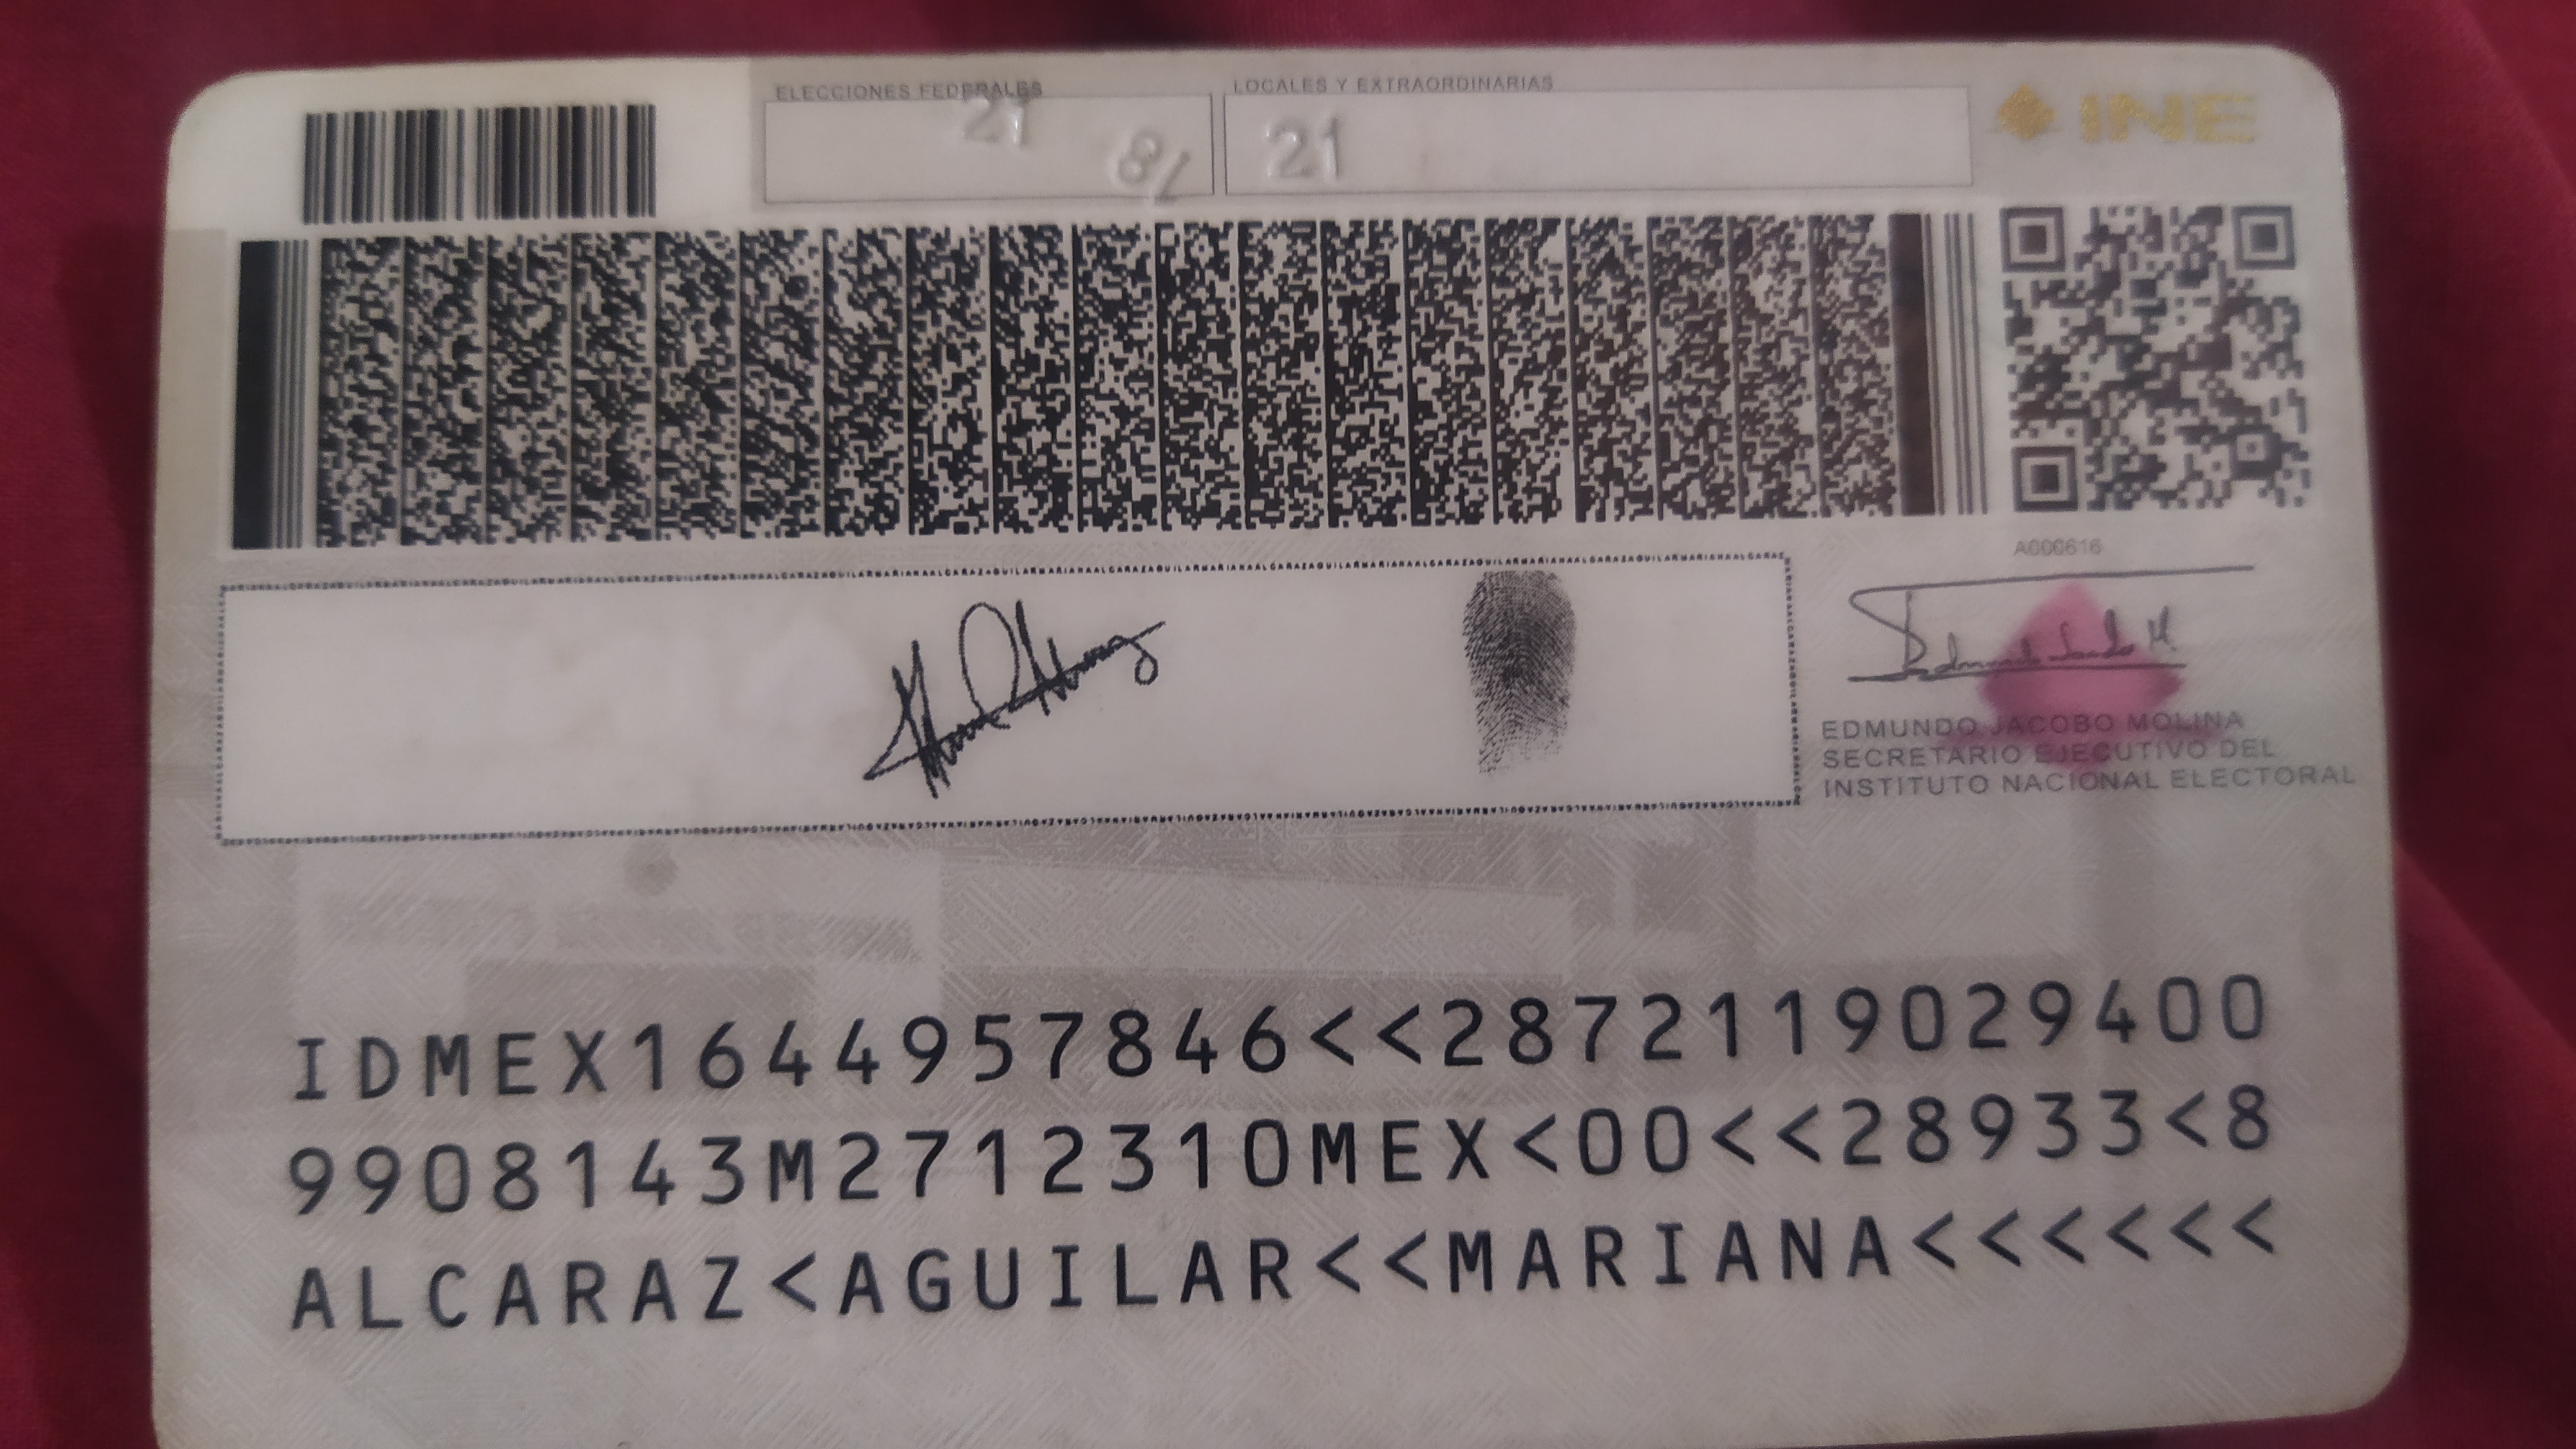 ELECCIONES FEDERALES
LOCALES Y EXTRAORDINARIAS
INE
21
18
21
A000616
EDMUNDO JACOBO MOLINA
SECRETARIO EJECUTIVO DEL
INSTITUTO NACIONAL ELECTORAL
IDMEX1644957846<<2872119029400
9908143M2712310MEX<00<<28933<8
ALCARAZ<AGUILAR<<MARIANA<<<<<<